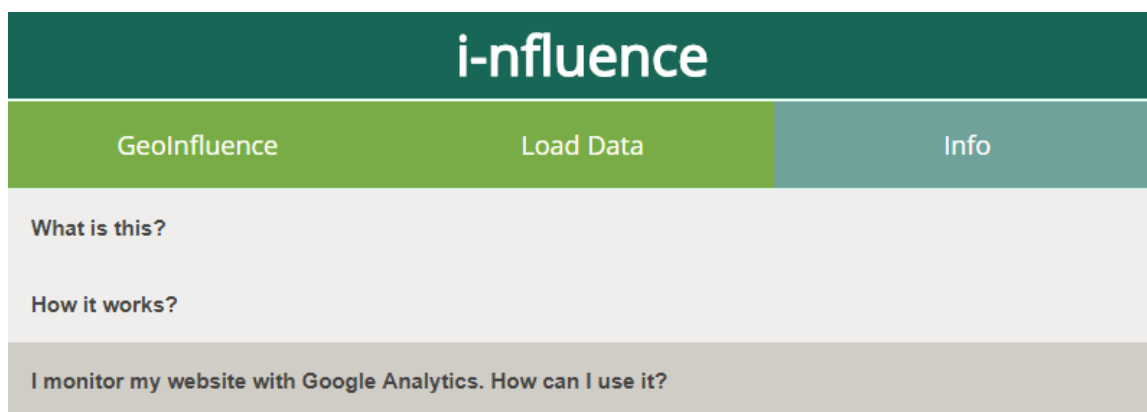 i-nfluence
GeoInfluence
Load Data
Info
What is this?
How it works?
I monitor my website with Google Analytics. How can I use it?